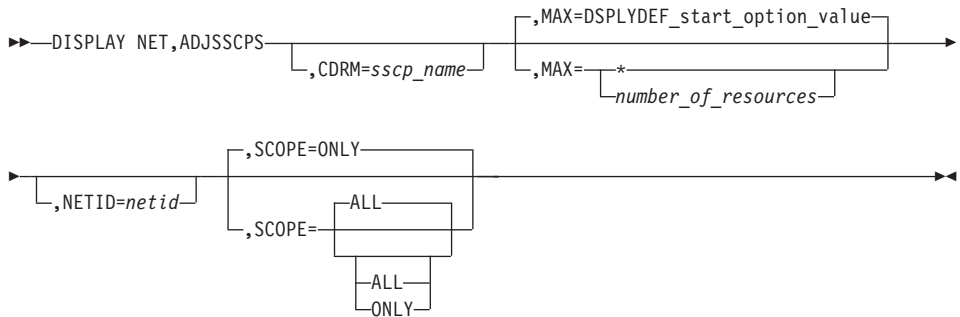 ,MAX=DSPLYDEF_start_option_value
DISPLAY NET,ADJSSCPS
,CDRM=sscp_name
,MAX=
*
number_of_resources
,SCOPE=ONLY
,NETID=netid
ALL
,SCOPE=
ALL
ONLY